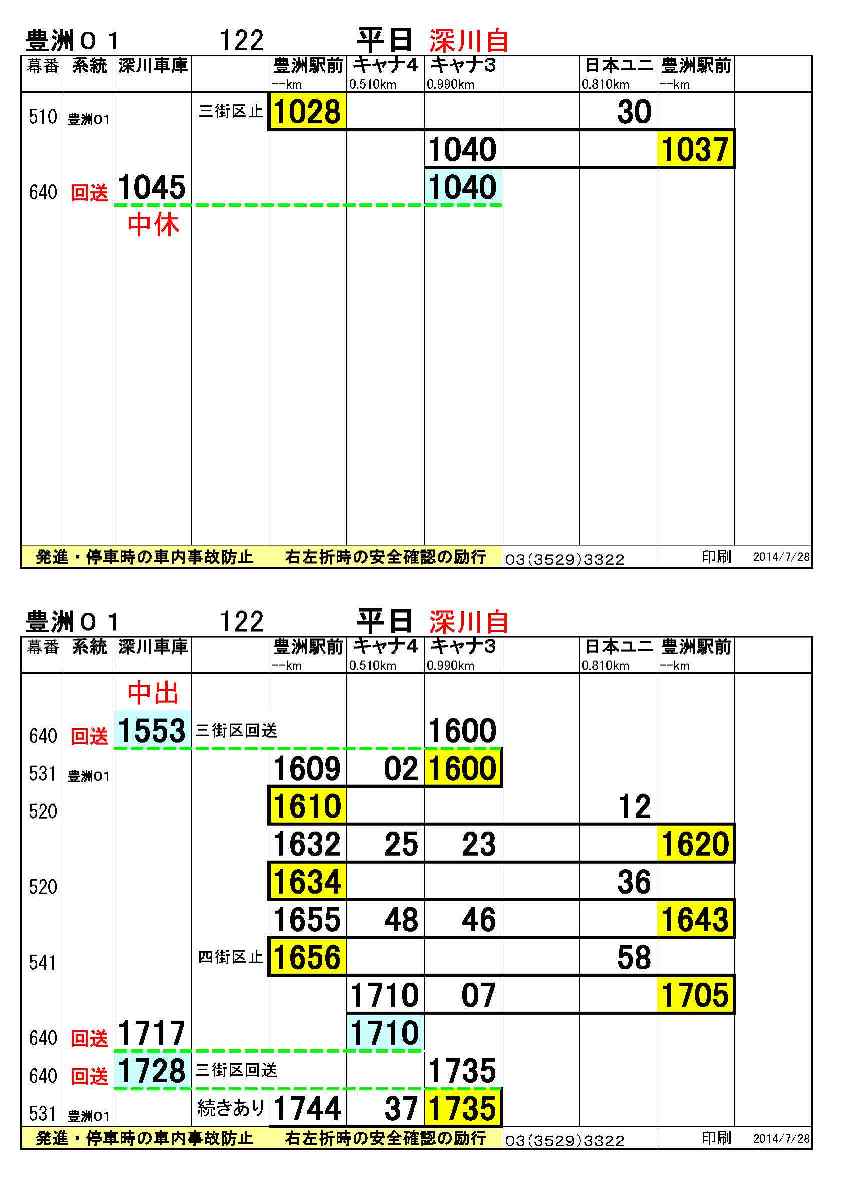 豊洲01 122 平日 深川自
幕番 系統 深川車庫 豊洲駅前 キャナ4 キャナ3 日本ユニ 豊洲駅前
--km 0.510km 0.990km 0.810km --km
510 豊洲01 三街区止 1028 30
1040 1037
640 回送 1045 1040
中休
発進・停車時の車内事故防止 右左折時の安全確認の励行 03(3529)3322 印刷 2014/7/28
豊洲01 122 平日 深川自
幕番 系統 深川車庫 豊洲駅前 キャナ4 キャナ3 日本ユニ 豊洲駅前
--km 0.510km 0.990km 0.810km --km
中出
640 回送 1553 三街区回送 1600
531 豊洲01 1609 02 1600
520 1610 12
1632 25 23 1620
520 1634 36
1655 48 46 1643
541 四街区止 1656 58
1710 07 1705
640 回送 1717 1710
640 回送 1728 三街区回送 1735
531 豊洲01 続きあり 1744 37 1735
発進・停車時の車内事故防止 右左折時の安全確認の励行 03(3529)3322 印刷 2014/7/28